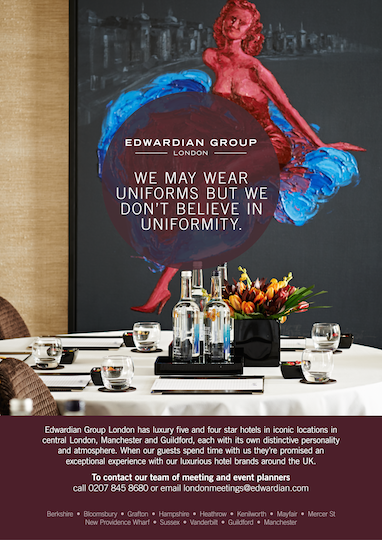 EDWARDIAN GROUP
LONDON
WE MAY WEAR
UNIFORMS BUT WE
DON'T BELIEVE IN
UNIFORMITY.
Edwardian Group London has luxury five and four star hotels in iconic locations in
central London, Manchester and Guildford, each with its own distinctive personality
and atmosphere. When our guests spend time with us they're promised an
exceptional experience with our luxurious hotel brands around the UK.
To contact our team of meeting and event planners
call 0207 845 8680 or email londonmeetings@edwardian.com
Berkshire • Bloomsbury • Grafton • Hampshire • Heathrow • Kenilworth • Mayfair • Mercer St
New Providence Wharf • Sussex • Vanderbilt • Guildford • Manchester